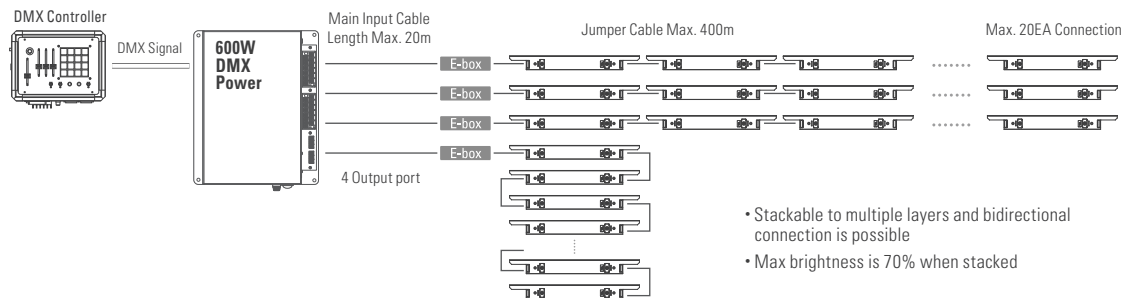 DMX Controller
DMX Signal
600W
DMX
Power
Main Input Cable
Length Max. 20m
Jumper Cable Max. 400m
Max. 20EA Connection
E-box
E-box
E-box
E-box
4 Output port
• Stackable to multiple layers and bidirectional
connection is possible
• Max brightness is 70% when stacked